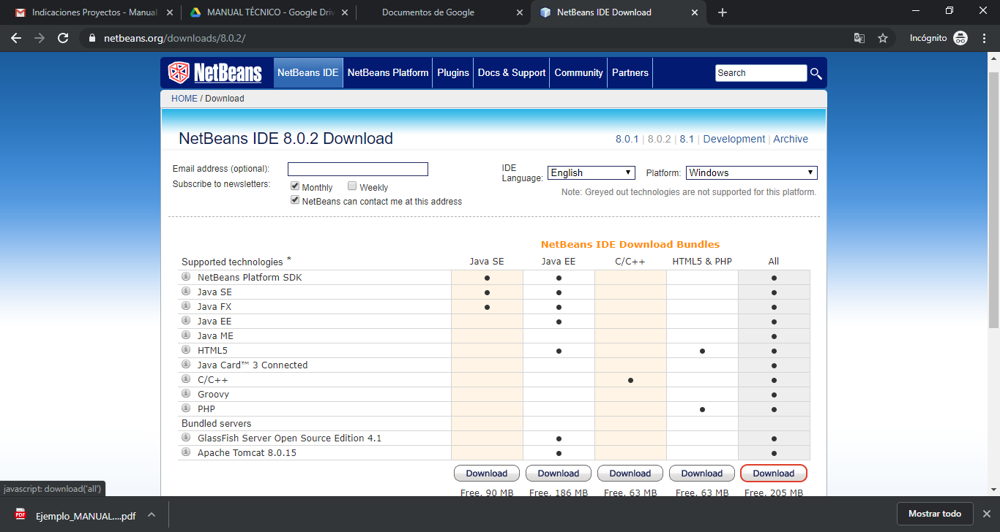 Indicaciones Proyectos - Manual
MANUAL TÉCNICO - Google Driv
Documentos de Google
NetBeans IDE Download
netbeans.org/downloads/8.0.2/
Incógnito
NetBeans
NetBeans IDE
NetBeans Platform
Plugins
Docs & Support
Community
Partners
Search
HOME / Download
NetBeans IDE 8.0.2 Download
8.0.1 | 8.0.2 | 8.1 | Development | Archive
Email address (optional):
IDE Language: English
Platform: Windows
Subscribe to newsletters:
Monthly
Weekly
NetBeans can contact me at this address
Note: Greyed out technologies are not supported for this platform.
NetBeans IDE Download Bundles
Supported technologies * Java SE Java EE C/C++ HTML5 & PHP All
NetBeans Platform SDK • • •
Java SE • • •
Java FX • • •
Java EE • •
Java ME •
HTML5 • • •
Java Card™ 3 Connected •
C/C++ • •
Groovy •
PHP • •
Bundled servers
GlassFish Server Open Source Edition 4.1 • •
Apache Tomcat 8.0.15 • •
Download Download Download Download Download
Free, 90 MB Free, 186 MB Free, 63 MB Free, 63 MB Free, 205 MB
javascript: download('all')
PDF
Ejemplo_MANUAL....pdf
Mostrar todo